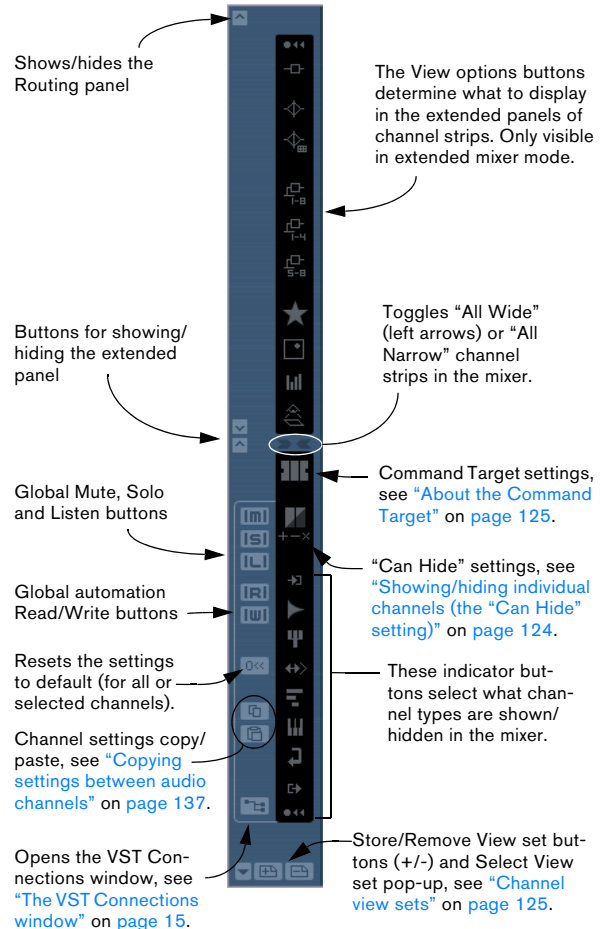 Shows/hides the
Routing panel
The View options buttons
determine what to display
in the extended panels of
channel strips. Only visible
in extended mixer mode.
1-8
1-4
5-8
Buttons for showing/
hiding the extended
panel
Toggles “All Wide”
(left arrows) or “All
Narrow” channel
strips in the mixer.
Command Target settings,
see “About the Command
Target” on page 125.
Global Mute, Solo
and Listen buttons
|m|
|S|
|L|
+−×
“Can Hide” settings, see
“Showing/hiding individual
channels (the “Can Hide”
setting)” on page 124.
Global automation
Read/Write buttons
|R|
|W|
Resets the settings
to default (for all or
selected channels).
0<<
These indicator but-
tons select what chan-
nel types are shown/
hidden in the mixer.
Channel settings copy/
paste, see “Copying
settings between audio
channels” on page 137.
Opens the VST Con-
nections window, see
“The VST Connections
window” on page 15.
Store/Remove View set but-
tons (+/-) and Select View
set pop-up, see “Channel
view sets” on page 125.